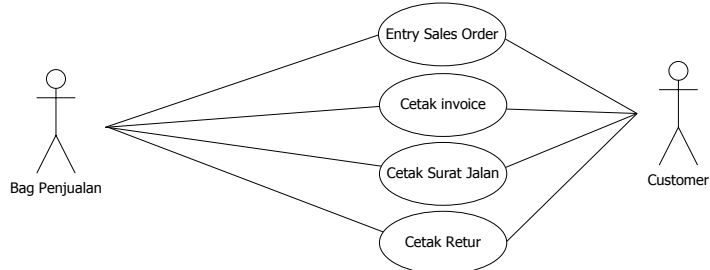 Entry Sales Order
Cetak invoice
Cetak Surat Jalan
Cetak Retur
Bag Penjualan
Customer